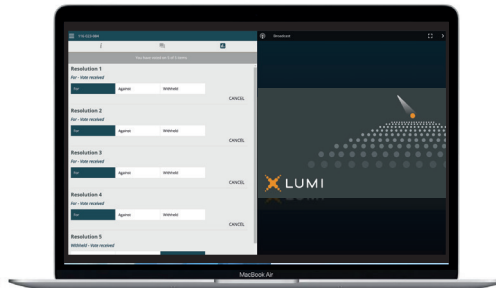 Broadcast
Resolution 1
For - Vote received
For Against Withheld
CANCEL
Resolution 2
For - Vote received
For Against Withheld
CANCEL
Resolution 3
For - Vote received
For Against Withheld
CANCEL
Resolution 4
For - Vote received
For Against Withheld
CANCEL
Resolution 5
Withheld - Vote received
LUMI
MacBook Air